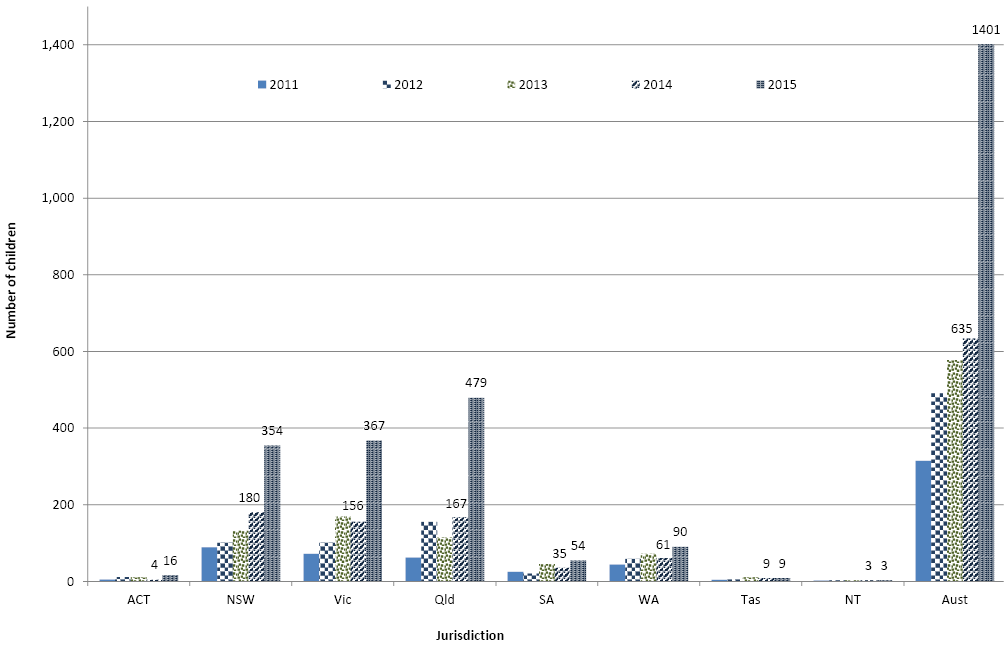 1401
1,400
2011 2012 2013 2014 2015
1,200
1,000
Number of children
800
635
600
479
400
354 367
180 156 167
200
4 16 35 54 61 90 9 9 3 3
0
ACT NSW Vic Qld SA WA Tas NT Aust
Jurisdiction